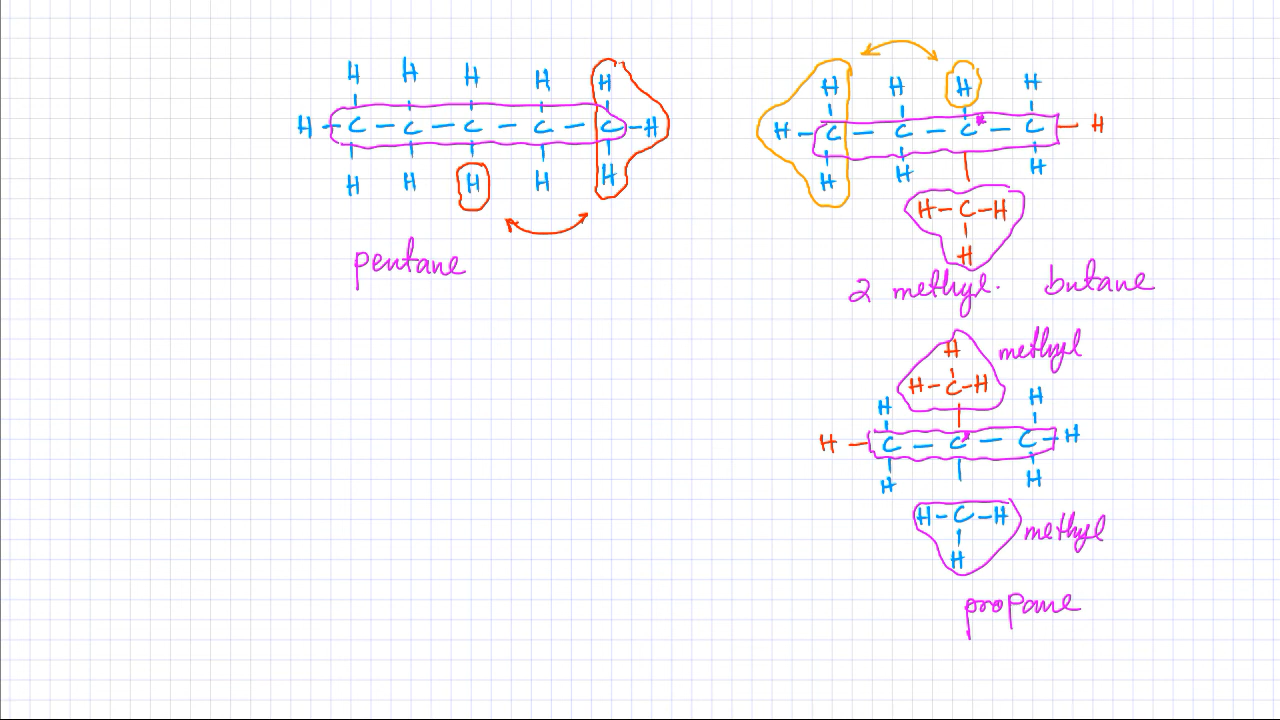 H H H H H
H - C - C - C - C - C - H
H H H H H
pentane
H H H H
H - C - C - C* - C - H
H H H
H - C - H
H
2 methyl. butane
H
methyl
H - C - H
H H
H - C - C* - C - H
H H
H - C - H
methyl
H
propane